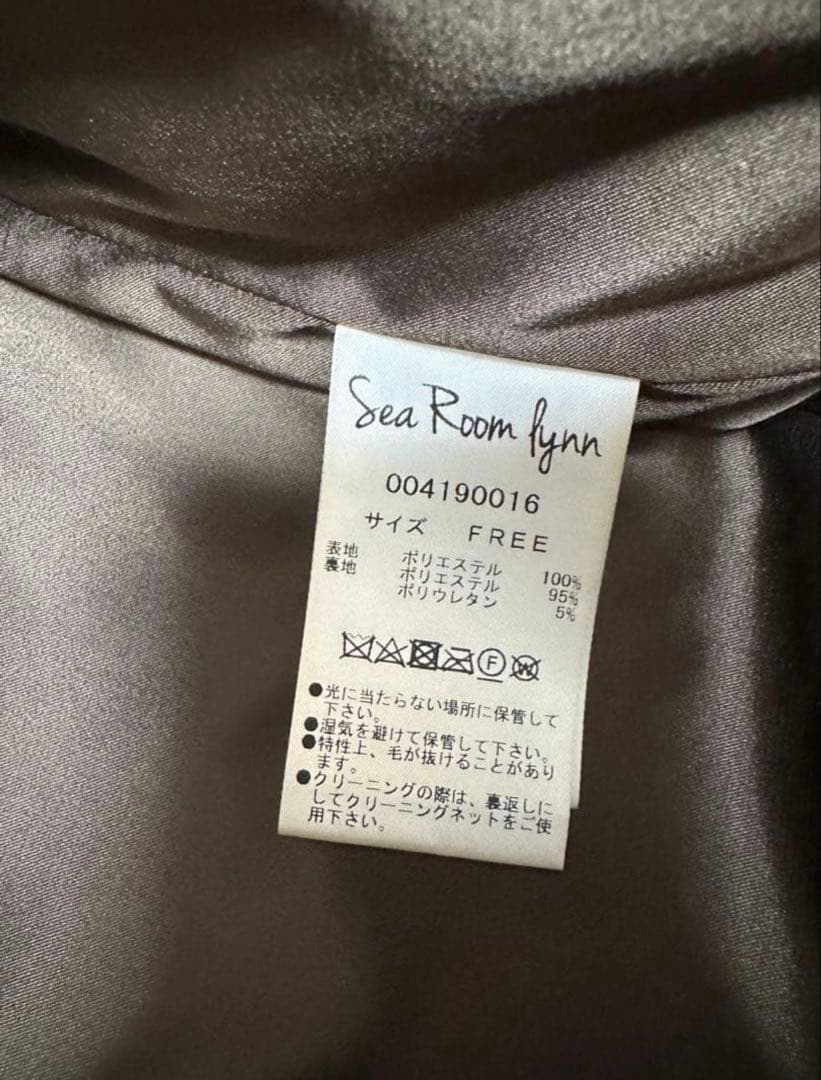 Sea Room lynn
004190016
サイズ FREE
表地 ポリエステル 100%
裏地 ポリエステル 95%
ポリウレタン 5%
F W
●光に当たらない場所に保管して
下さい。
●湿気を避けて保管して下さい。
●特性上、毛が抜けることがあり
ます。
●クリーニングの際は、裏返しに
してクリーニングネットをご使
用下さい。